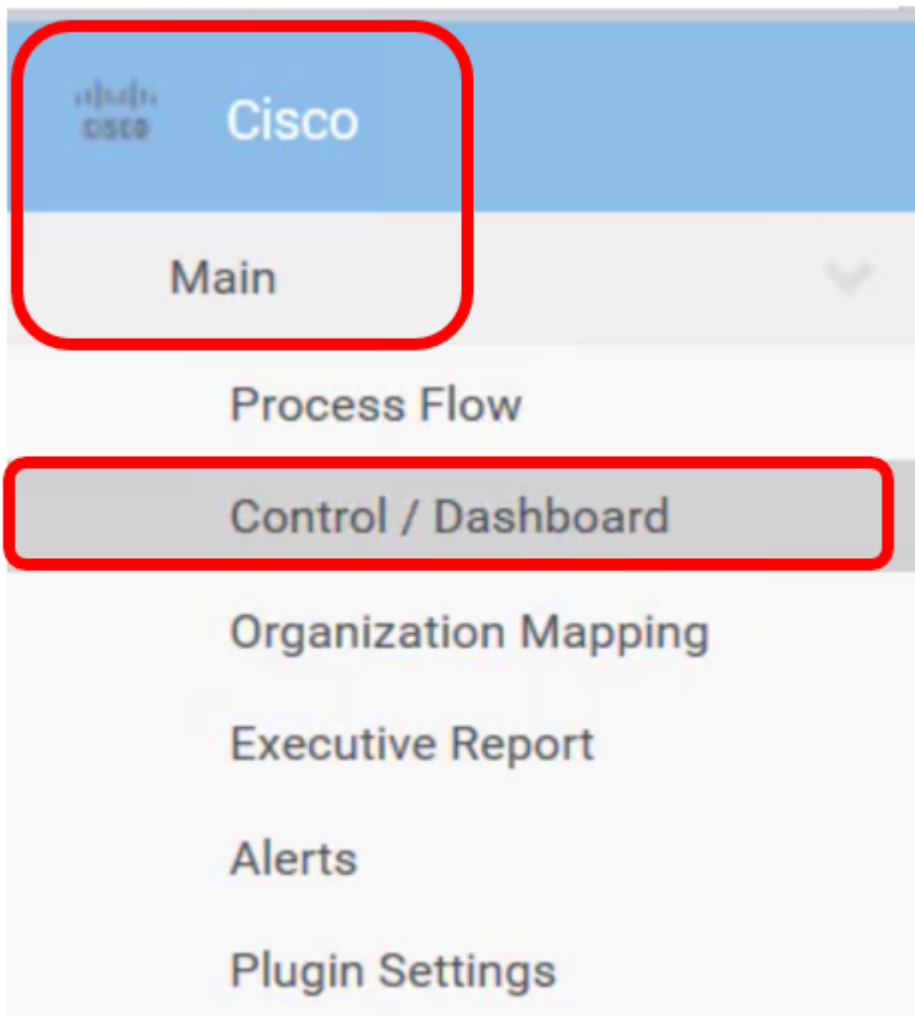 CISCO
Cisco
Main
Process Flow
Control / Dashboard
Organization Mapping
Executive Report
Alerts
Plugin Settings